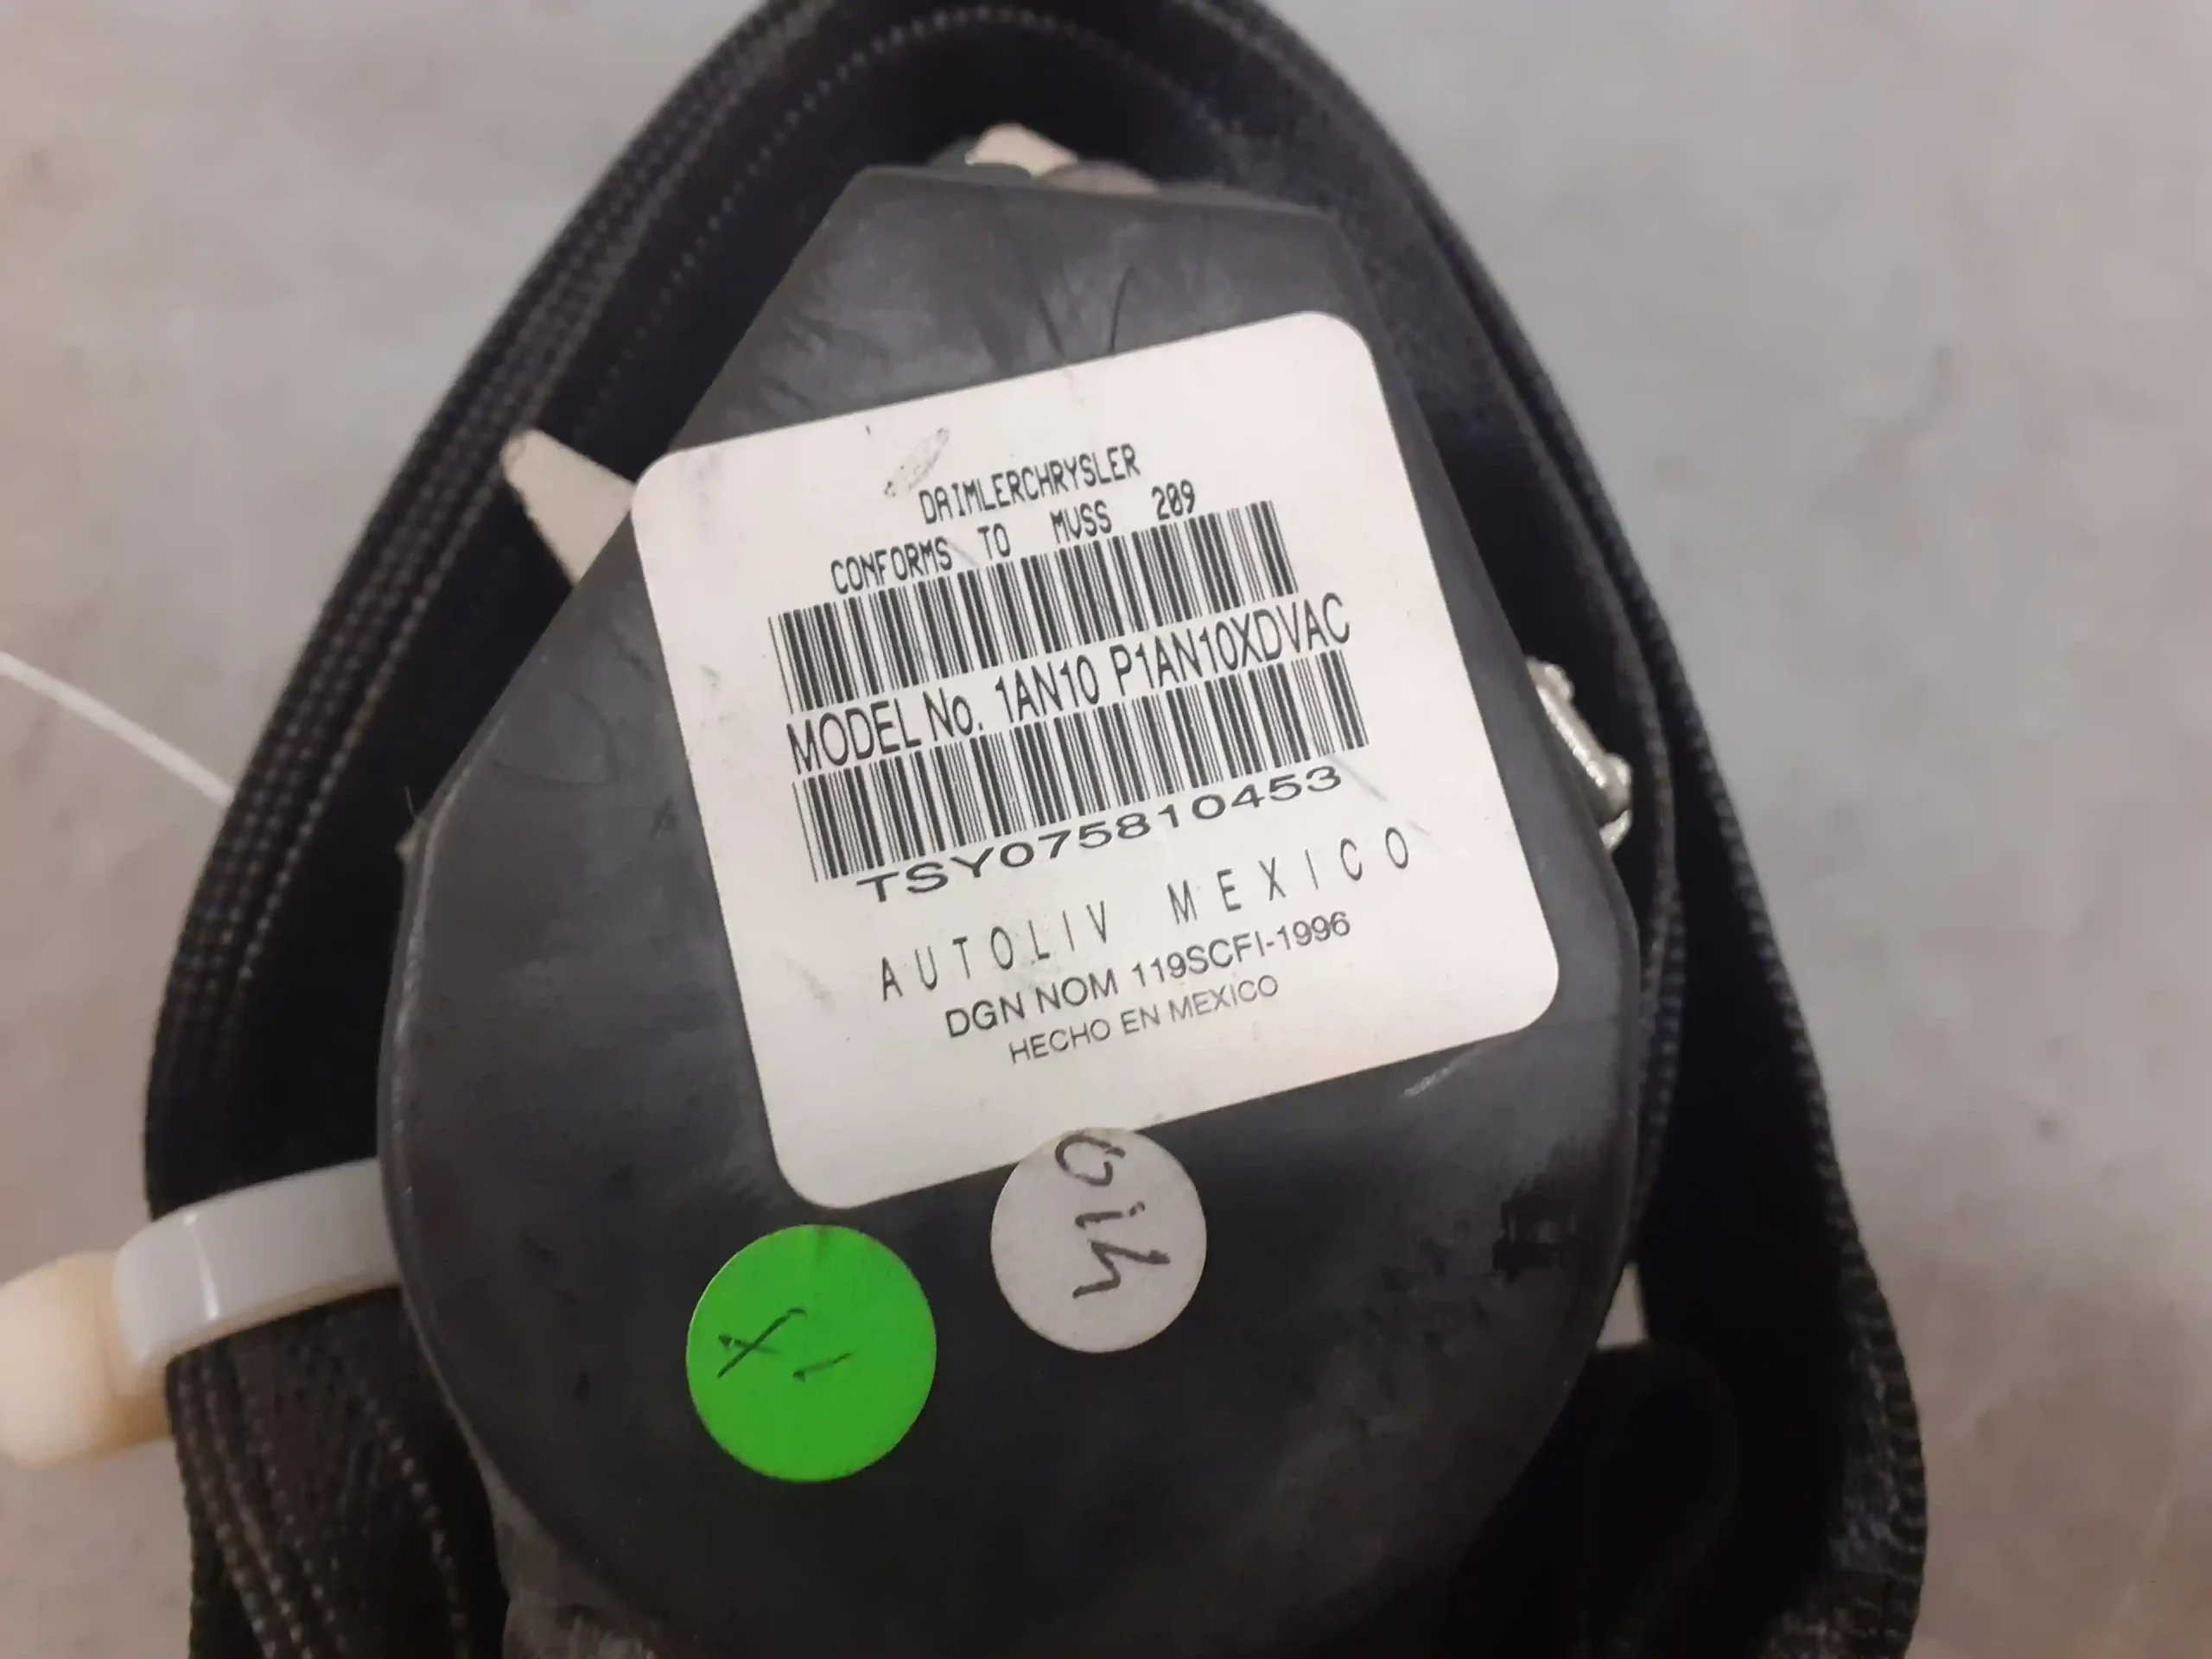 DAIMLERCHRYSLER
CONFORMS TO MVSS 209
MODEL No. 1AN10 P1AN10XDVAC
TSY075810453
AUTOLIV MEXICO
DGN NOM 119SCFI-1996
HECHO EN MEXICO